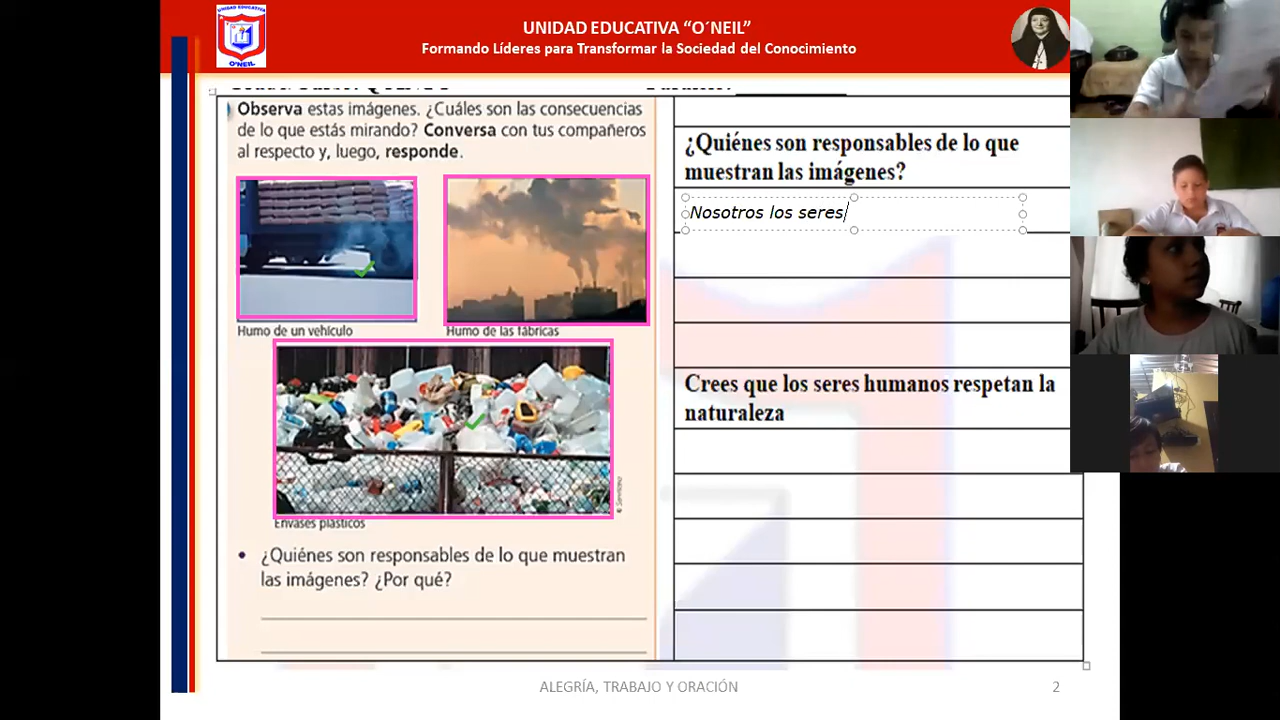 UNIDAD EDUCATIVA
O´NEIL
UNIDAD EDUCATIVA “O´NEIL”
Formando Líderes para Transformar la Sociedad del Conocimiento
Observa estas imágenes. ¿Cuáles son las consecuencias
de lo que estás mirando? Conversa con tus compañeros
al respecto y, luego, responde.
Humo de un vehículo
Humo de las fábricas
Envases plásticos
• ¿Quiénes son responsables de lo que muestran
las imágenes? ¿Por qué?
¿Quiénes son responsables de lo que
muestran las imágenes?
Nosotros los seres
Crees que los seres humanos respetan la
naturaleza
ALEGRÍA, TRABAJO Y ORACIÓN
2